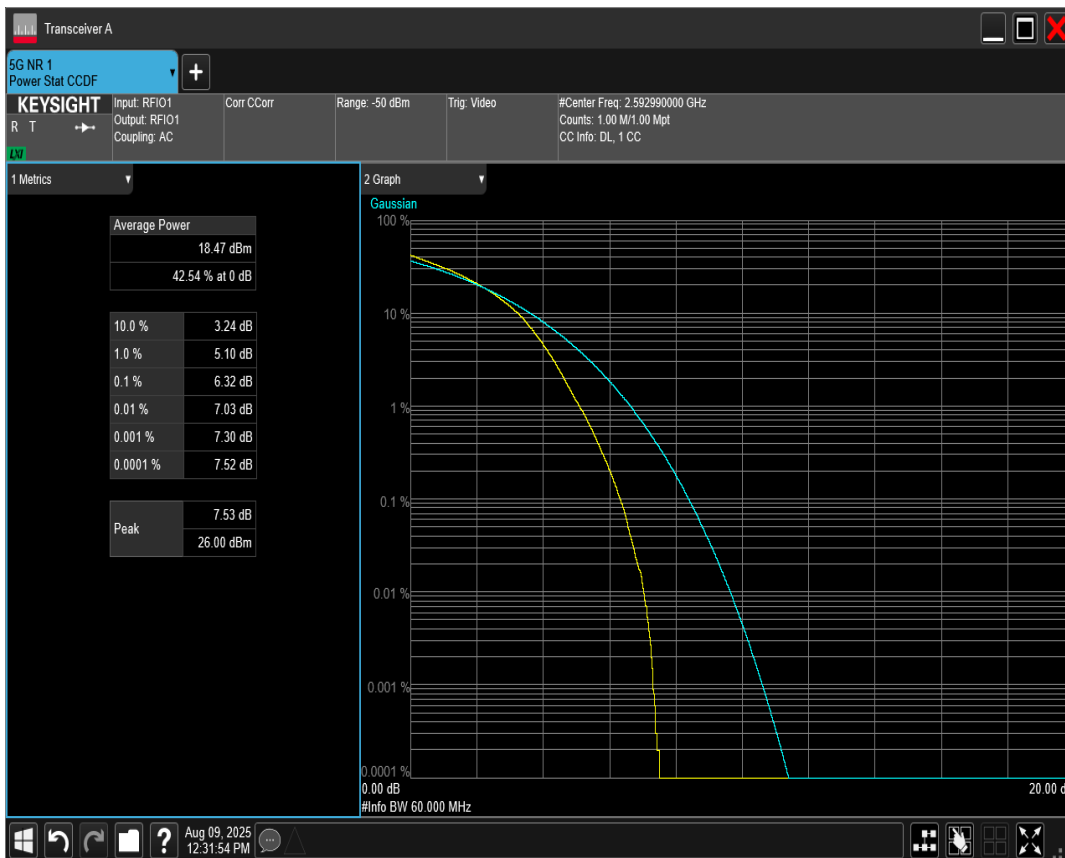 Transceiver A
5G NR 1
Power Stat CCDF
KEYSIGHT
R T
LXI
Input: RFIO1
Output: RFIO1
Coupling: AC
Corr CCorr
Range: -50 dBm
Trig: Video
#Center Freq: 2.592990000 GHz
Counts: 1.00 M/1.00 Mpt
CC Info: DL, 1 CC
1 Metrics
Average Power
18.47 dBm
42.54 % at 0 dB
10.0 % 3.24 dB
1.0 % 5.10 dB
0.1 % 6.32 dB
0.01 % 7.03 dB
0.001 % 7.30 dB
0.0001 % 7.52 dB
Peak
7.53 dB
26.00 dBm
2 Graph
Gaussian
100 %
10 %
1 %
0.1 %
0.01 %
0.001 %
0.0001 %
0.00 dB
20.00 d
#Info BW 60.000 MHz
Aug 09, 2025
12:31:54 PM